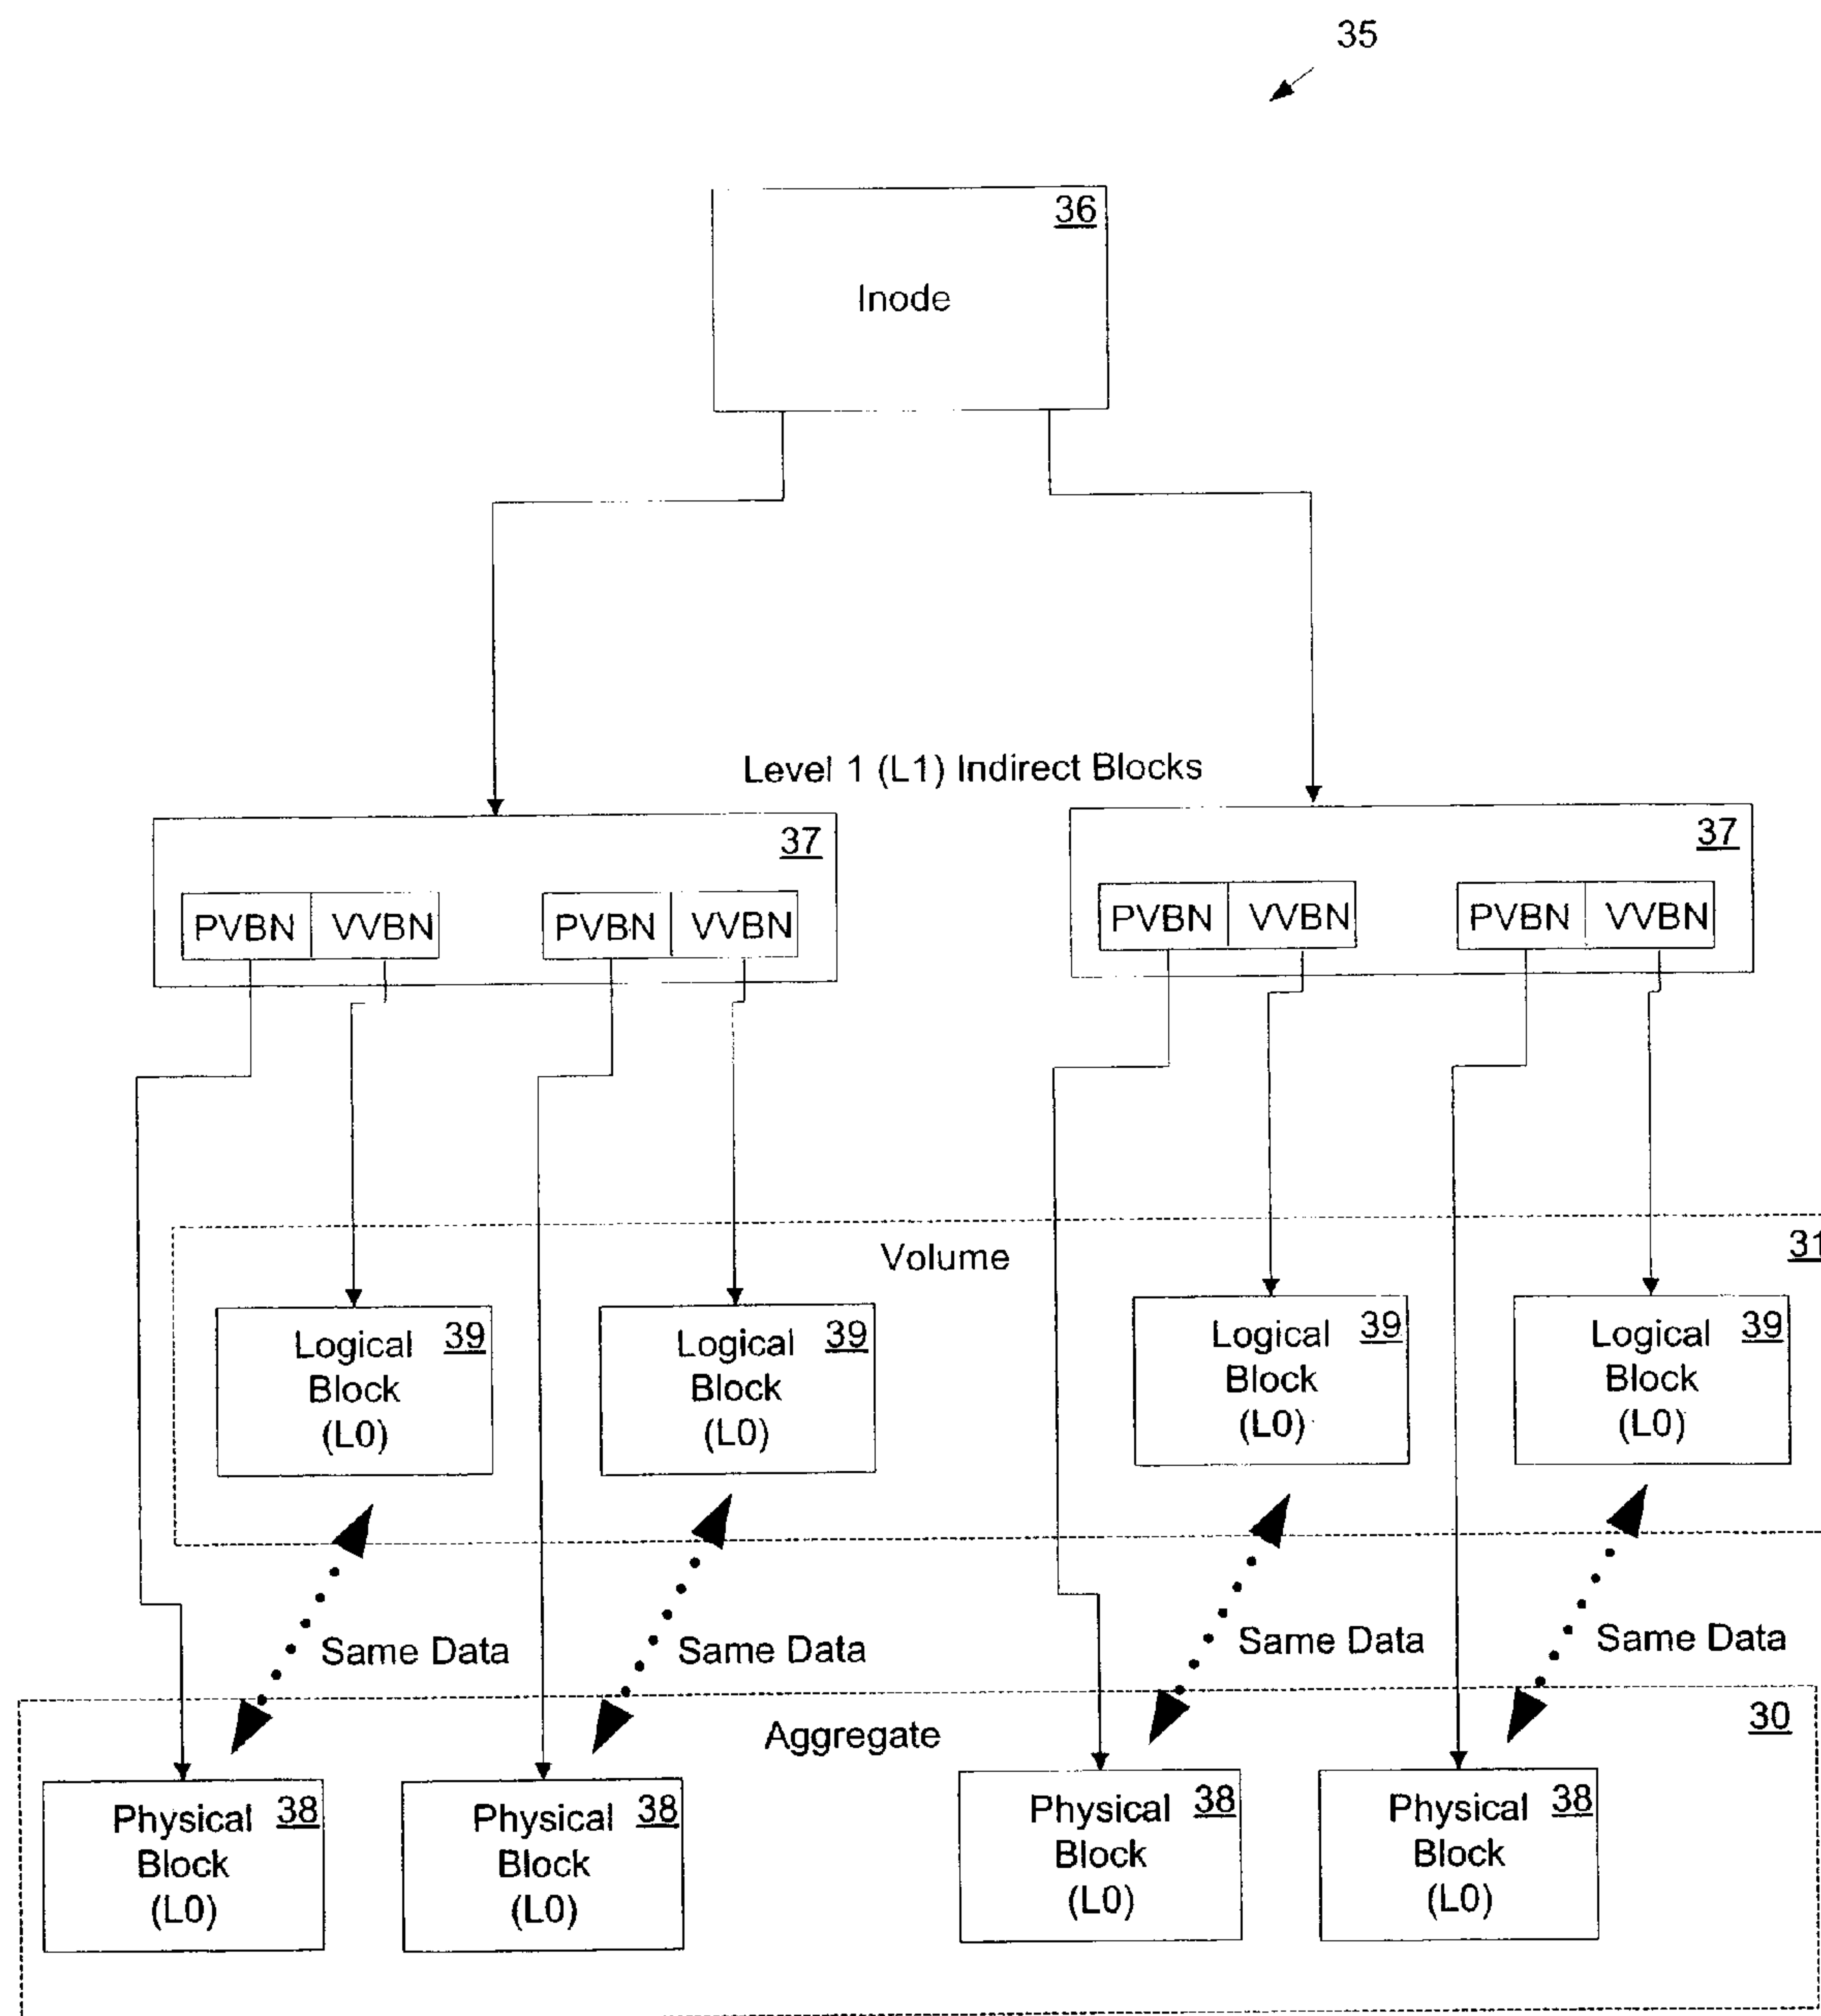 35
36
Inode
Level 1 (L1) Indirect Blocks
37
PVBN VVBN PVBN VVBN
37
PVBN VVBN PVBN VVBN
Volume
31
Logical 39
Block
(L0)
Logical 39
Block
(L0)
Logical 39
Block
(L0)
Logical 39
Block
(L0)
Same Data
Same Data
Same Data
Same Data
Aggregate
30
Physical 38
Block
(L0)
Physical 38
Block
(L0)
Physical 38
Block
(L0)
Physical 38
Block
(L0)